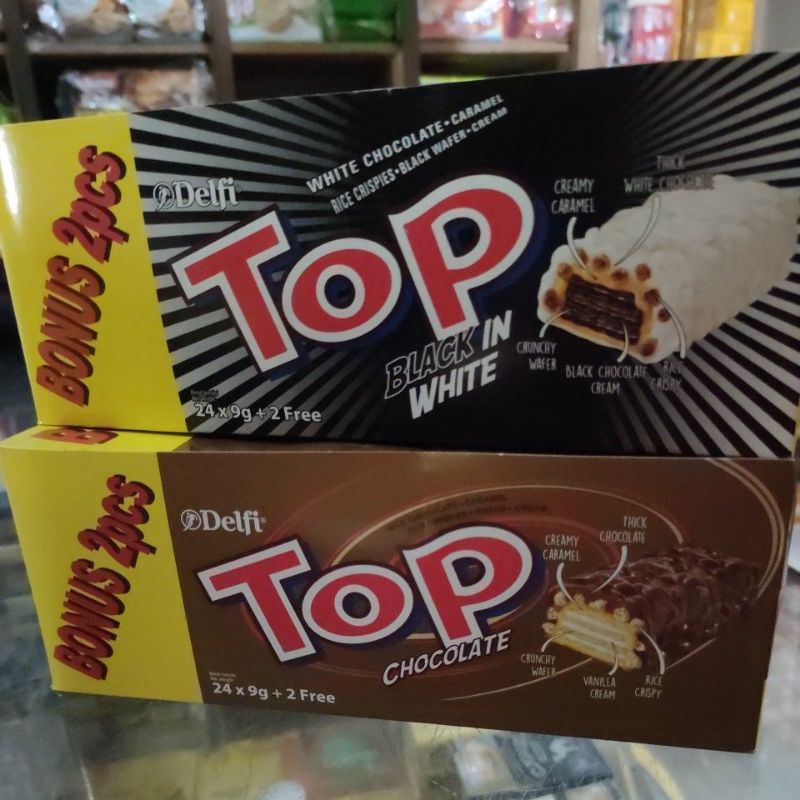 BONUS 2pcs
Delfi
WHITE CHOCOLATE • CARAMEL
RICE CRISPIES • BLACK WAFER • CREAM
TOP
BLACK IN
WHITE
CREAMY
CARAMEL
THICK
WHITE CHOCOLATE
CRUNCHY
WAFER
BLACK CHOCOLATE
CREAM
RICE
CRISPY
24 x 9g + 2 Free
BONUS 2pcs
Delfi
TOP
CHOCOLATE
CREAMY
CARAMEL
THICK
CHOCOLATE
CRUNCHY
WAFER
VANILLA
CREAM
RICE
CRISPY
24 x 9g + 2 Free